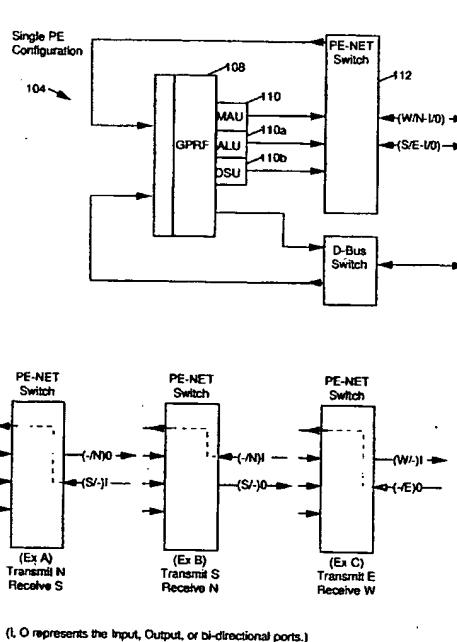 Single PE
Configuration
104
108
PE-NET
Switch
112
110
MAU
110a
GPRF
ALU
110b
DSU
(W/N-I/0)
(S/E-I/0)
D-Bus
Switch
PE-NET
Switch
PE-NET
Switch
PE-NET
Switch
(-/N)0
(S/-)I
(-/N)I
(S/-)0
(W/-)I
(-/E)0
(Ex A)
Transmit N
Receive S
(Ex B)
Transmit S
Receive N
(Ex C)
Transmit E
Receive W
(I, O represents the Input, Output, or bi-directional ports.)